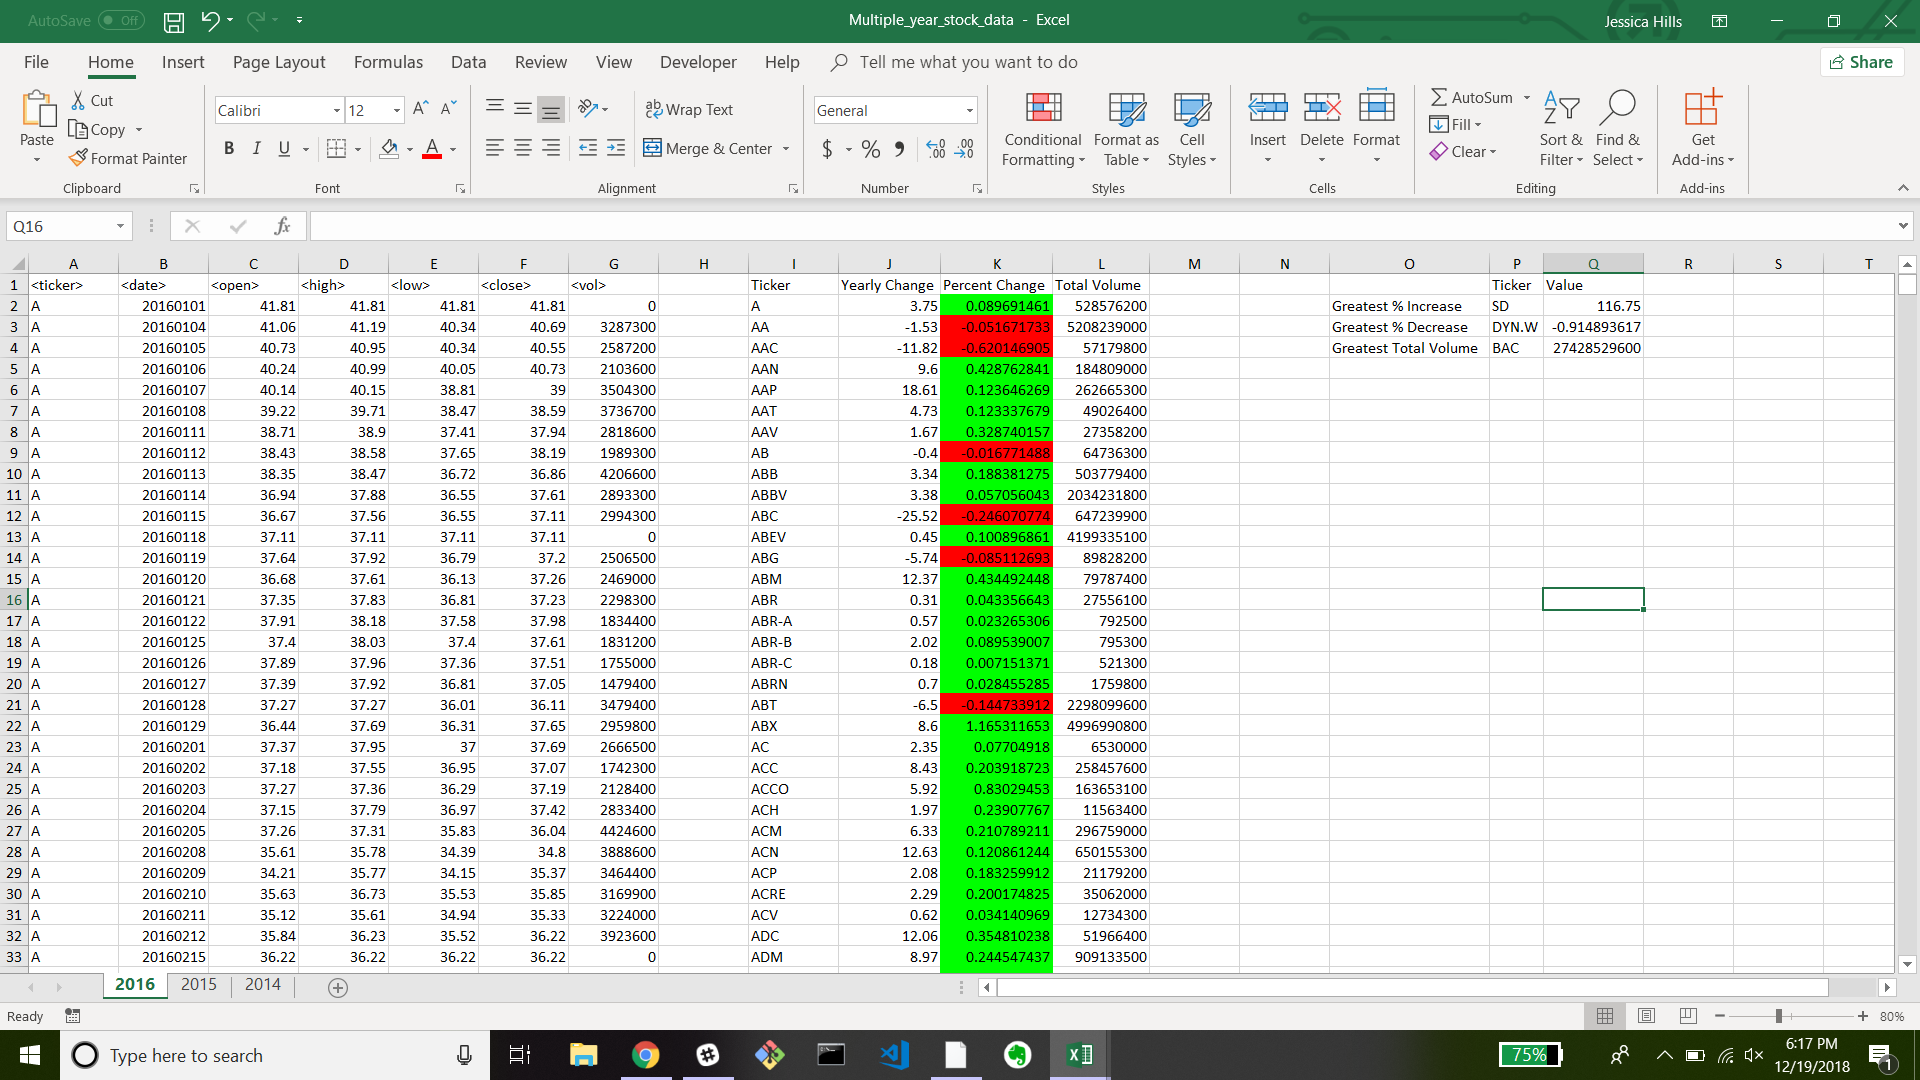 AutoSave Off
Multiple_year_stock_data - Excel
Jessica Hills
File Home Insert Page Layout Formulas Data Review View Developer Help Tell me what you want to do Share
Paste Cut Copy Format Painter Clipboard
Calibri 12 B I U A Font
ab Wrap Text Merge & Center Alignment
General $ % Number
Conditional Formatting Format as Table Cell Styles Styles
Insert Delete Format Cells
AutoSum Fill Clear Sort & Filter Find & Select Editing
Get Add-ins Add-ins
Q16 fx
A B C D E F G H I J K L M N O P Q R S T
1 <ticker> <date> <open> <high> <low> <close> <vol> Ticker Yearly Change Percent Change Total Volume Ticker Value
2 A 20160101 41.81 41.81 41.81 41.81 0 A 3.75 0.089691461 528576200 Greatest % Increase SD 116.75
3 A 20160104 41.06 41.19 40.34 40.69 3287300 AA -1.53 -0.051671733 5208239000 Greatest % Decrease DYN.W -0.914893617
4 A 20160105 40.73 40.95 40.34 40.55 2587200 AAC -11.82 -0.620146905 57179800 Greatest Total Volume BAC 27428529600
5 A 20160106 40.24 40.99 40.05 40.73 2103600 AAN 9.6 0.428762841 184809000
6 A 20160107 40.14 40.15 38.81 39 3504300 AAP 18.61 0.123646269 262665300
7 A 20160108 39.22 39.71 38.47 38.59 3736700 AAT 4.73 0.123337679 49026400
8 A 20160111 38.71 38.9 37.41 37.94 2818600 AAV 1.67 0.328740157 27358200
9 A 20160112 38.43 38.58 37.65 38.19 1989300 AB -0.4 -0.016771488 64736300
10 A 20160113 38.35 38.47 36.72 36.86 4206600 ABB 3.34 0.188381275 503779400
11 A 20160114 36.94 37.88 36.55 37.61 2893300 ABBV 3.38 0.057056043 2034231800
12 A 20160115 36.67 37.56 36.55 37.11 2994300 ABC -25.52 -0.246070774 647239900
13 A 20160118 37.11 37.11 37.11 37.11 0 ABEV 0.45 0.100896861 4199335100
14 A 20160119 37.64 37.92 36.79 37.2 2506500 ABG -5.74 -0.085112693 89828200
15 A 20160120 36.68 37.61 36.13 37.26 2469000 ABM 12.37 0.434492448 79787400
16 A 20160121 37.35 37.83 36.81 37.23 2298300 ABR 0.31 0.043356643 27556100
17 A 20160122 37.91 38.18 37.58 37.98 1834400 ABR-A 0.57 0.023265306 792500
18 A 20160125 37.4 38.03 37.4 37.61 1831200 ABR-B 2.02 0.089539007 795300
19 A 20160126 37.89 37.96 37.36 37.51 1755000 ABR-C 0.18 0.007151371 521300
20 A 20160127 37.39 37.92 36.81 37.05 1479400 ABRN 0.7 0.028455285 1759800
21 A 20160128 37.27 37.27 36.01 36.11 3479400 ABT -6.5 -0.144733912 2298099600
22 A 20160129 36.44 37.69 36.31 37.65 2959800 ABX 8.6 1.165311653 4996990800
23 A 20160201 37.37 37.95 37 37.69 2666500 AC 2.35 0.07704918 6530000
24 A 20160202 37.18 37.55 36.95 37.07 1742300 ACC 8.43 0.203918723 258457600
25 A 20160203 37.27 37.36 36.29 37.19 2128400 ACCO 5.92 0.83029453 163653100
26 A 20160204 37.15 37.79 36.97 37.42 2833400 ACH 1.97 0.23907767 11563400
27 A 20160205 37.26 37.31 35.83 36.04 4424600 ACM 6.33 0.210789211 296759000
28 A 20160208 35.61 35.78 34.39 34.8 3888600 ACN 12.63 0.120861244 650155300
29 A 20160209 34.21 35.77 34.15 35.37 3464400 ACP 2.08 0.183259912 21179200
30 A 20160210 35.63 36.73 35.53 35.85 3169900 ACRE 2.29 0.200174825 35062000
31 A 20160211 35.12 35.61 34.94 35.33 3224000 ACV 0.62 0.034140969 12734300
32 A 20160212 35.84 36.23 35.52 36.22 3923600 ADC 12.06 0.354810238 51966400
33 A 20160215 36.22 36.22 36.22 36.22 0 ADM 8.97 0.244547437 909133500
2016 2015 2014
Ready 80%
Type here to search
75%
6:17 PM
12/19/2018
1